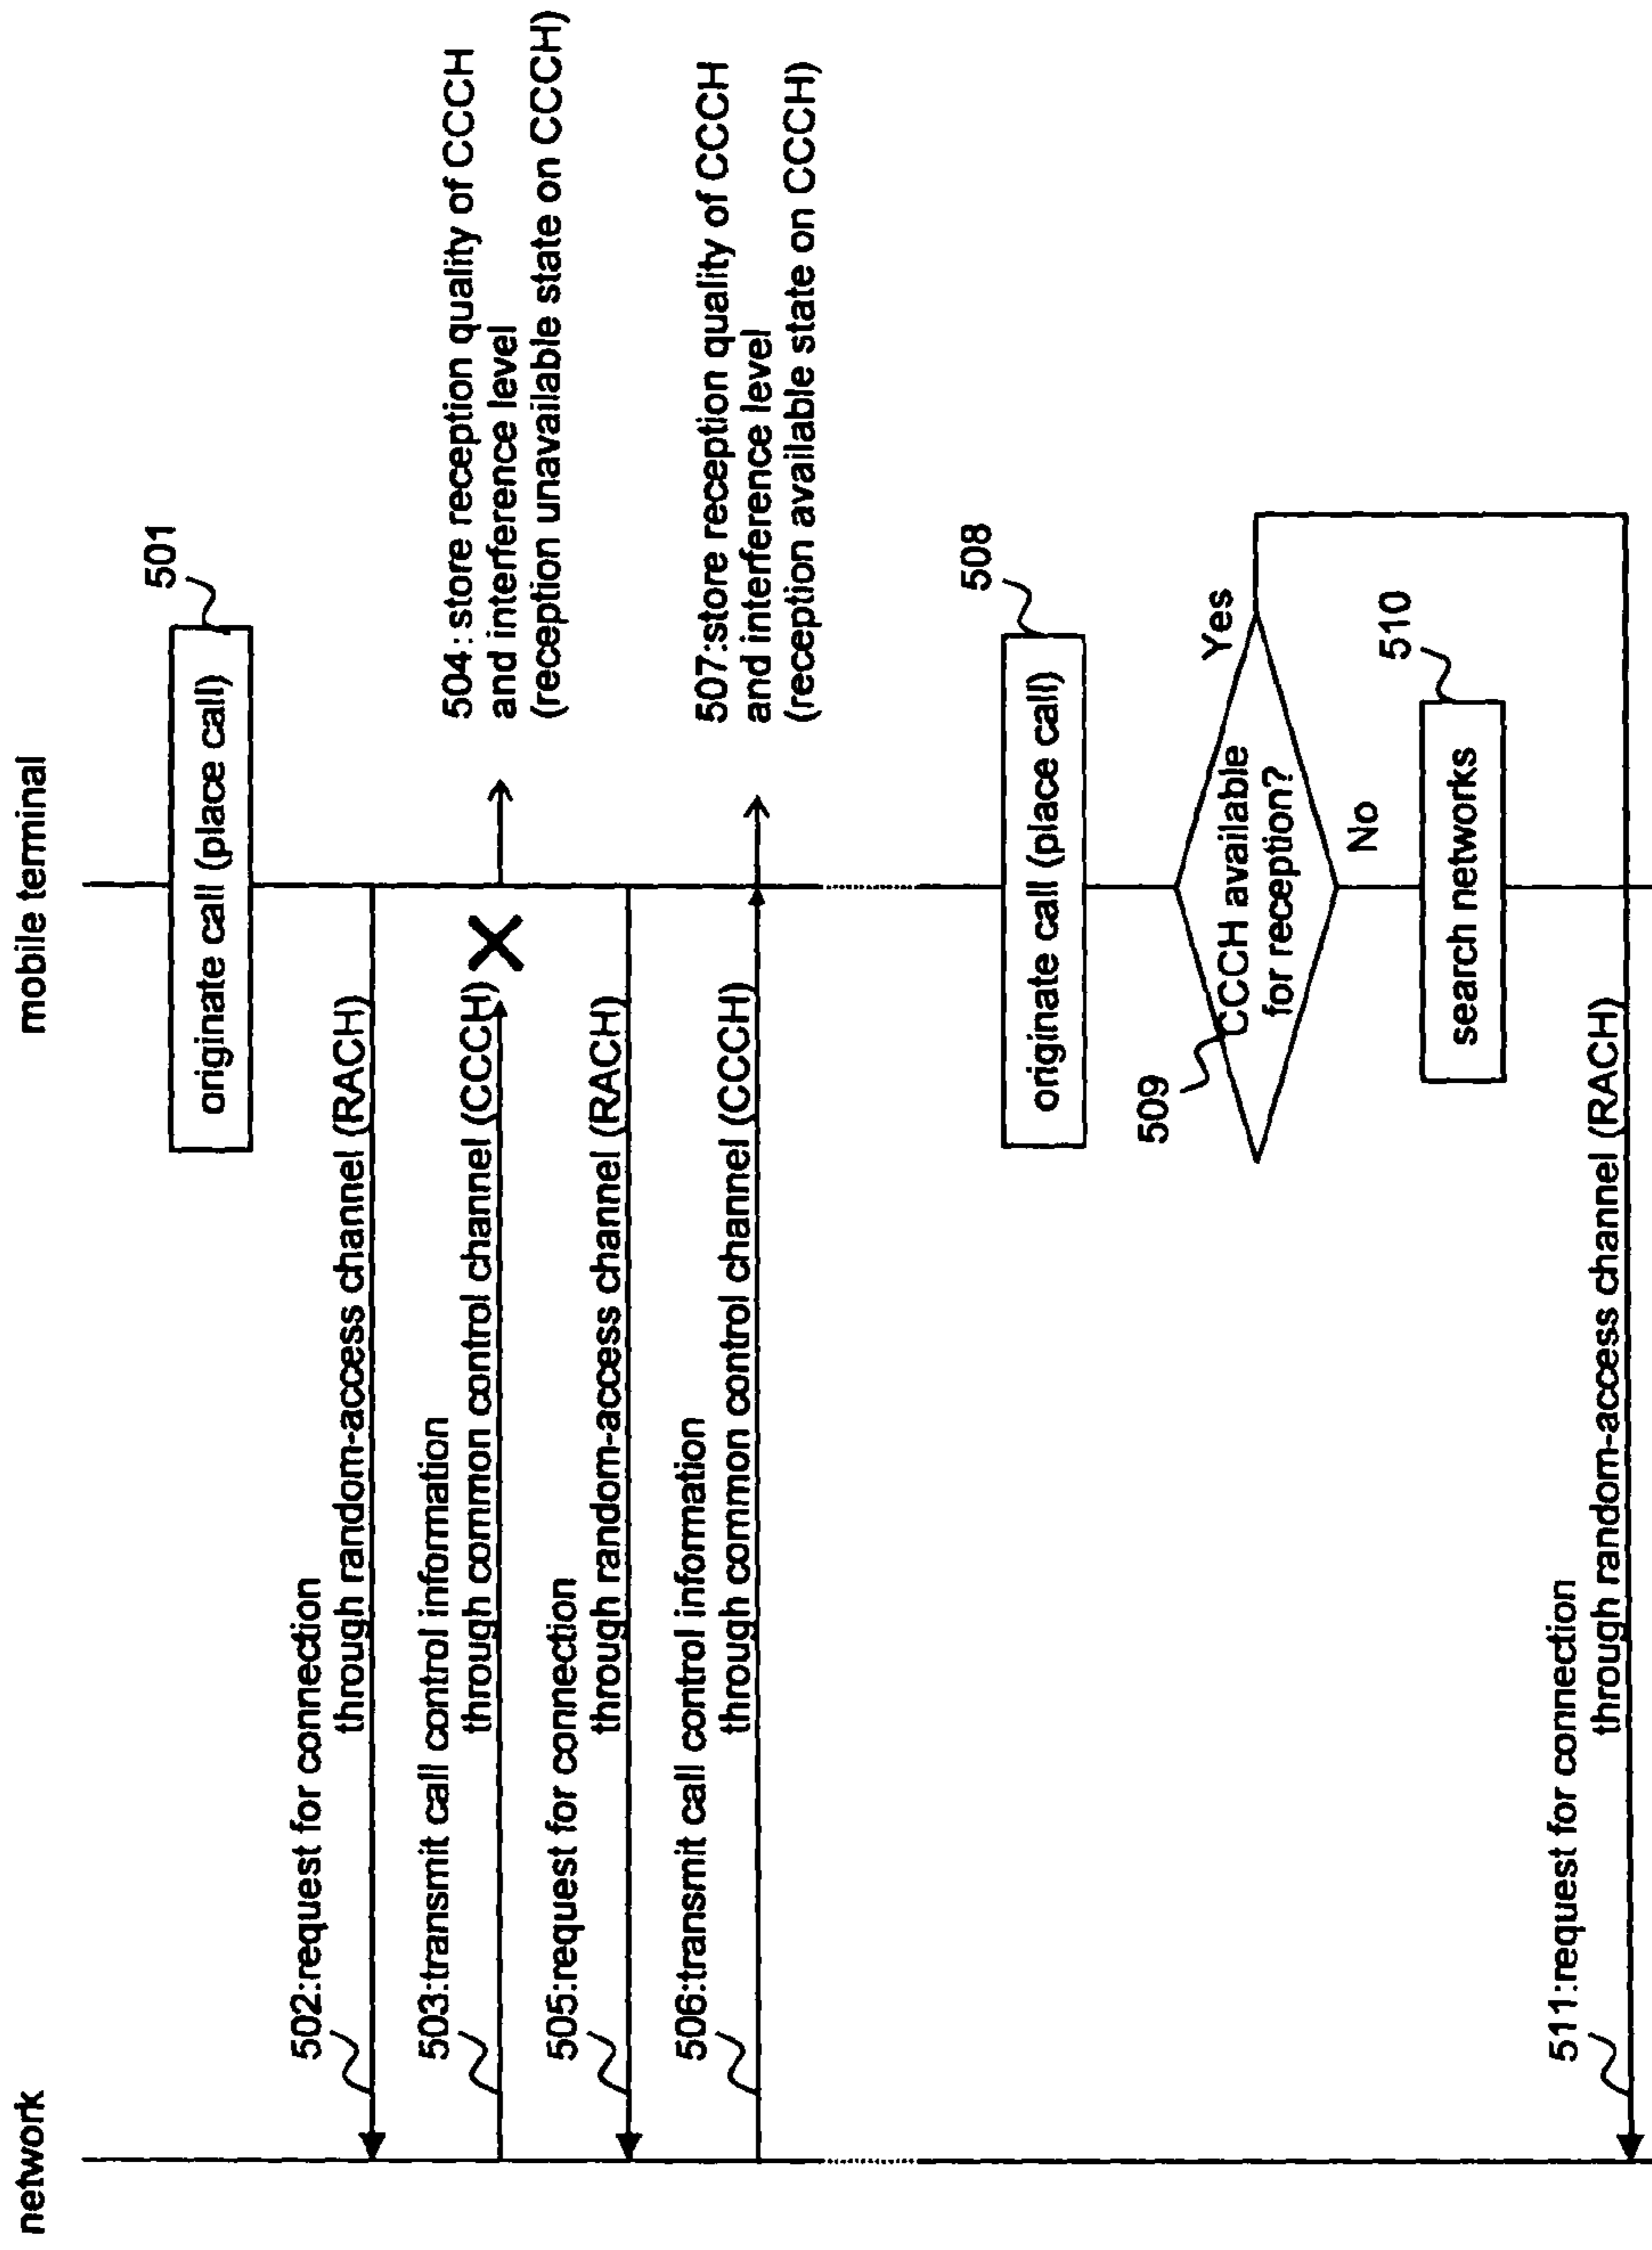 network
mobile terminal
501
originate call (place call)
502:request for connection
through random-access channel (RACH)
503:transmit call control information
through common control channel (CCCH)
504:store reception quality of CCCH
and interference level
(reception unavailable state on CCCH)
505:request for connection
through random-access channel (RACH)
506:transmit call control information
through common control channel (CCCH)
507:store reception quality of CCCH
and interference level
(reception available state on CCCH)
508
originate call (place call)
509
CCCH available
for reception?
Yes
No
510
search networks
511:request for connection
through random-access channel (RACH)